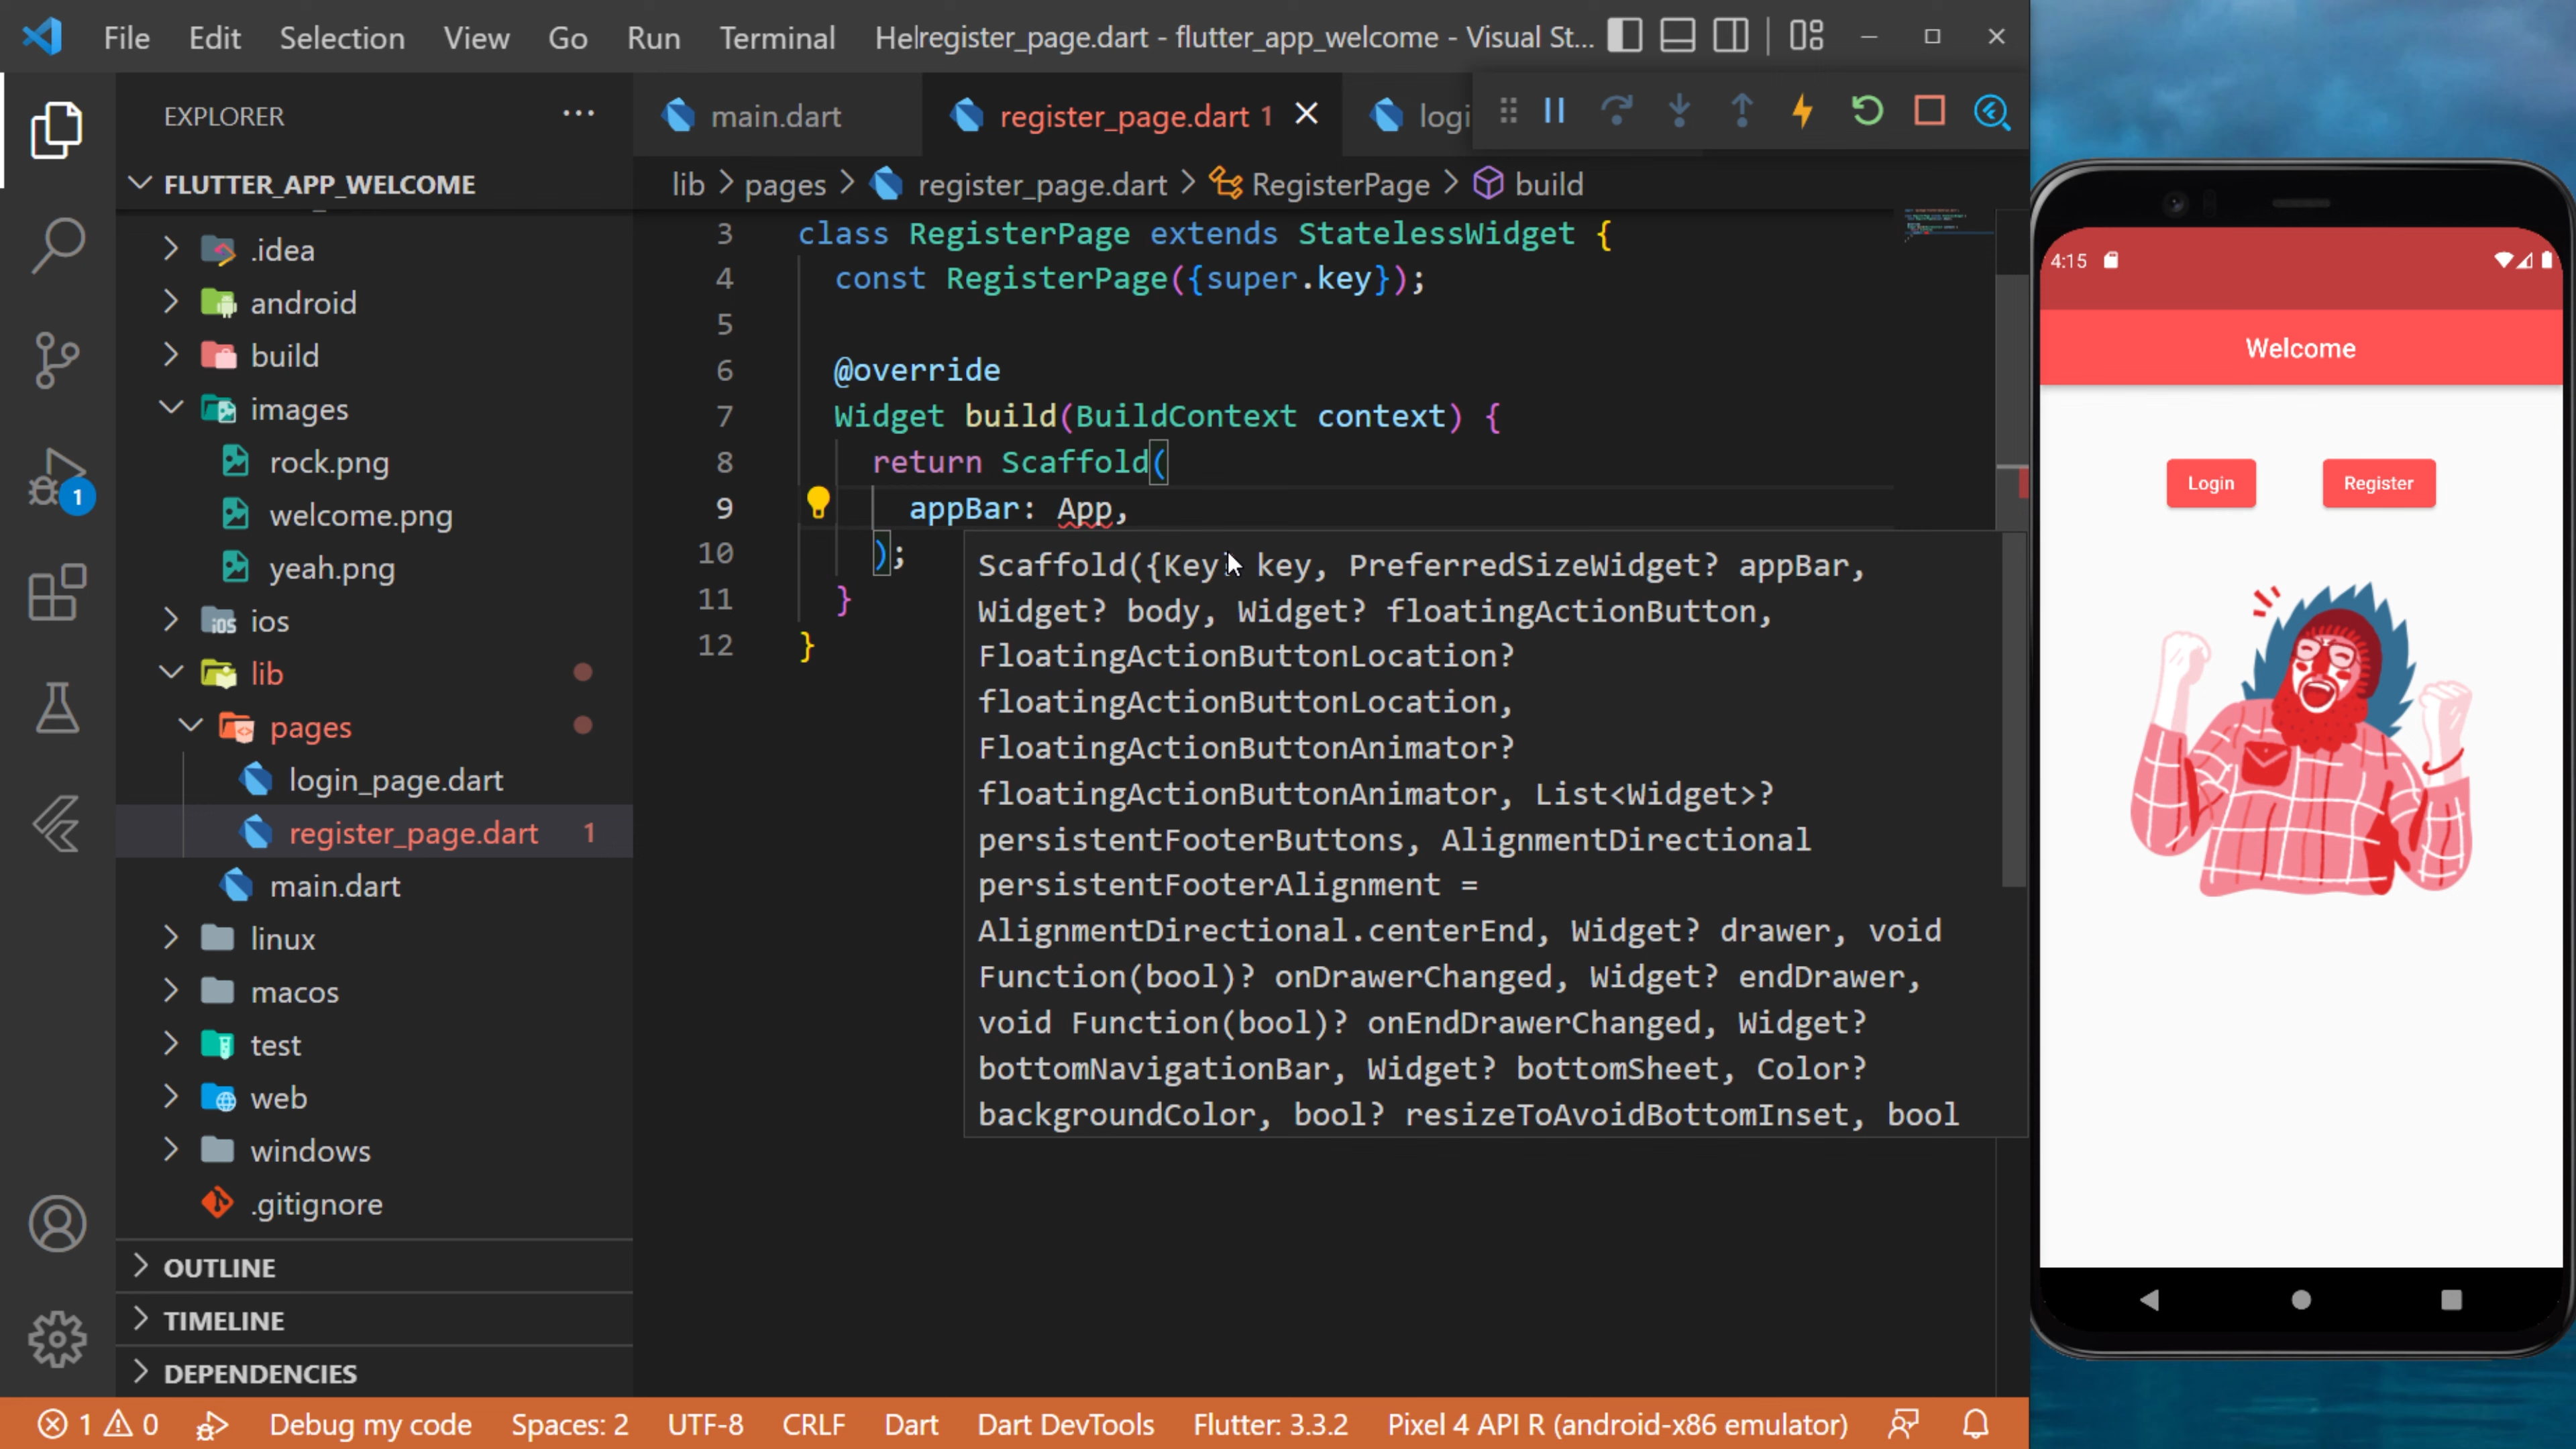 File Edit Selection View Go Run Terminal Hel register_page.dart - flutter_app_welcome - Visual St...
EXPLORER
main.dart
register_page.dart 1
logi
FLUTTER_APP_WELCOME
lib > pages > register_page.dart > RegisterPage > build
.idea
android
build
images
rock.png
welcome.png
yeah.png
ios
lib
pages
login_page.dart
register_page.dart 1
main.dart
linux
macos
test
web
windows
.gitignore
OUTLINE
TIMELINE
DEPENDENCIES
1
3 class RegisterPage extends StatelessWidget {
4 const RegisterPage({super.key});
5
6 @override
7 Widget build(BuildContext context) {
8 return Scaffold(
9 appBar: App,
10 );
11 }
12 }
Scaffold({Key? key, PreferredSizeWidget? appBar,
Widget? body, Widget? floatingActionButton,
FloatingActionButtonLocation?
floatingActionButtonLocation,
FloatingActionButtonAnimator?
floatingActionButtonAnimator, List<Widget>?
persistentFooterButtons, AlignmentDirectional
persistentFooterAlignment =
AlignmentDirectional.centerEnd, Widget? drawer, void
Function(bool)? onDrawerChanged, Widget? endDrawer,
void Function(bool)? onEndDrawerChanged, Widget?
bottomNavigationBar, Widget? bottomSheet, Color?
backgroundColor, bool? resizeToAvoidBottomInset, bool
1 0 Debug my code Spaces: 2 UTF-8 CRLF Dart Dart DevTools Flutter: 3.3.2 Pixel 4 API R (android-x86 emulator)
4:15
Welcome
Login Register